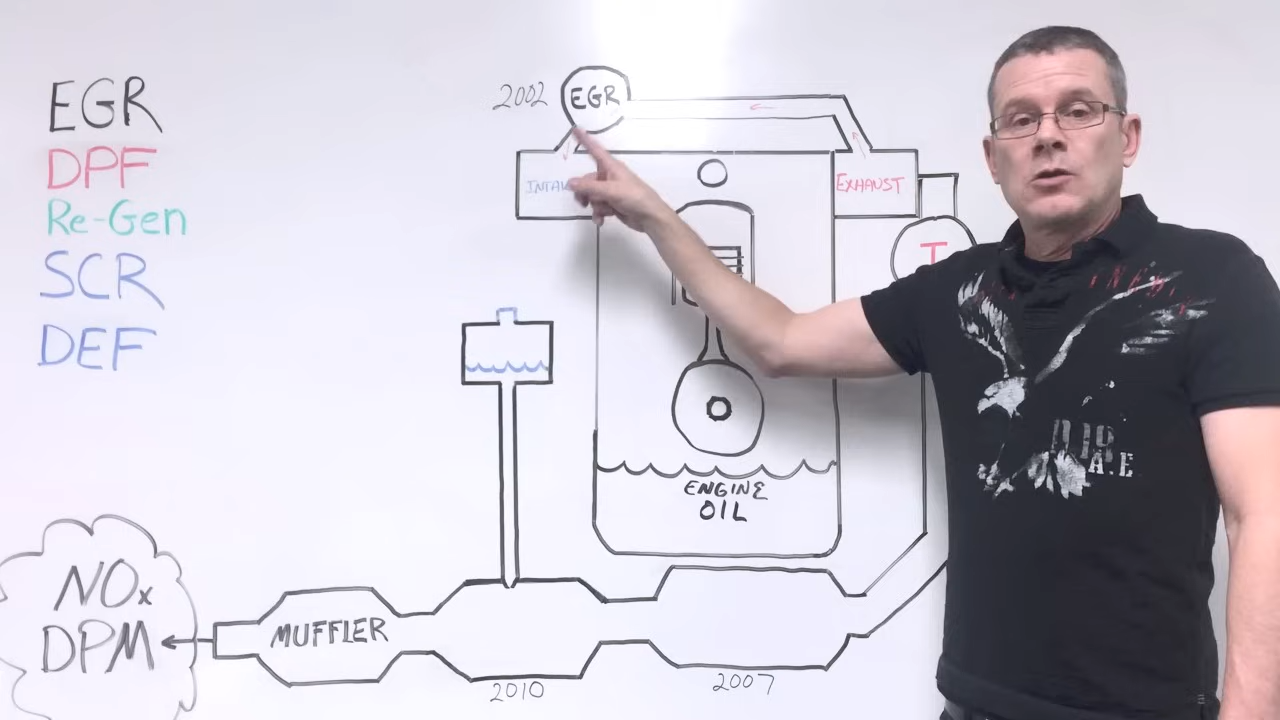 EGR
DPF
Re-Gen
SCR
DEF
2002
EGR
EXHAUST
T
ENGINE
OIL
NOx
DPM
MUFFLER
2010
2007
A.E